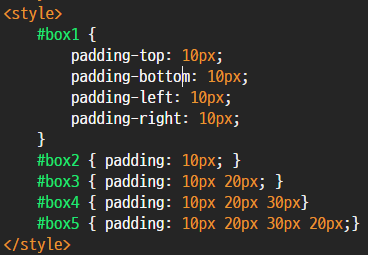 <style>
#box1 {
padding-top: 10px;
padding-bottom: 10px;
padding-left: 10px;
padding-right: 10px;
}
#box2 { padding: 10px; }
#box3 { padding: 10px 20px; }
#box4 { padding: 10px 20px 30px}
#box5 { padding: 10px 20px 30px 20px;}
</style>